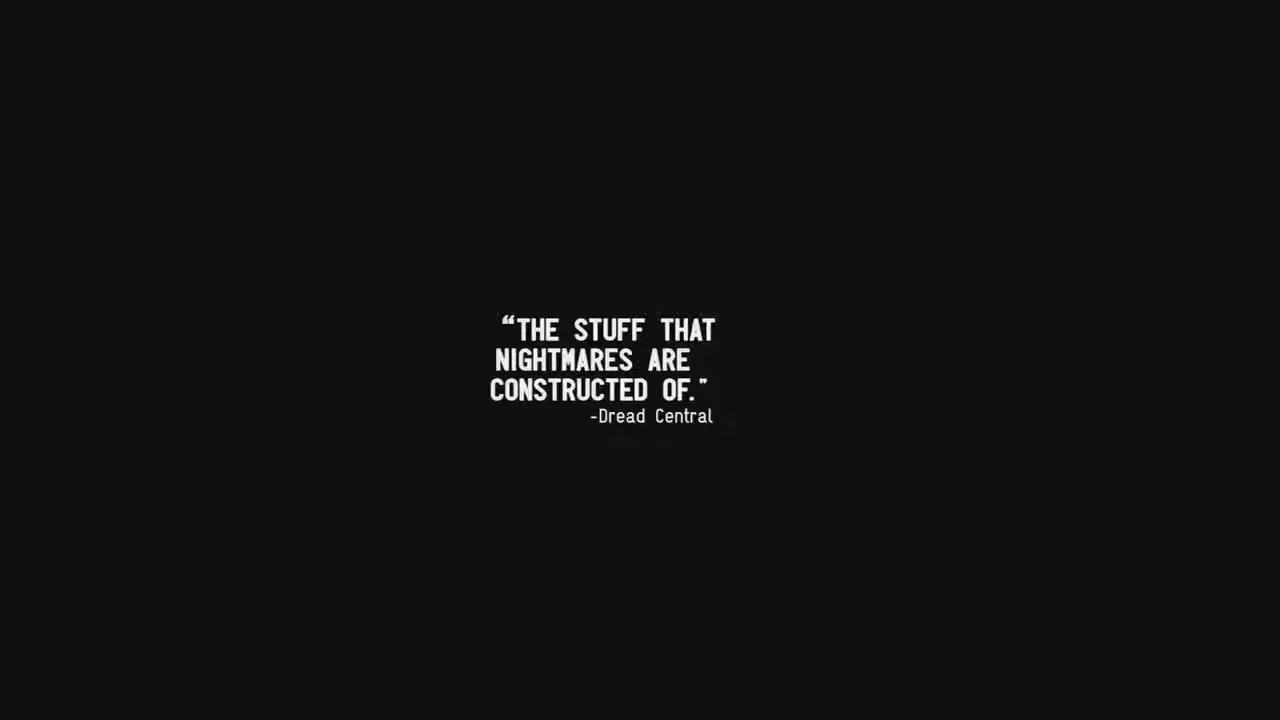 “THE STUFF THAT
NIGHTMARES ARE
CONSTRUCTED OF.”
-Dread Central